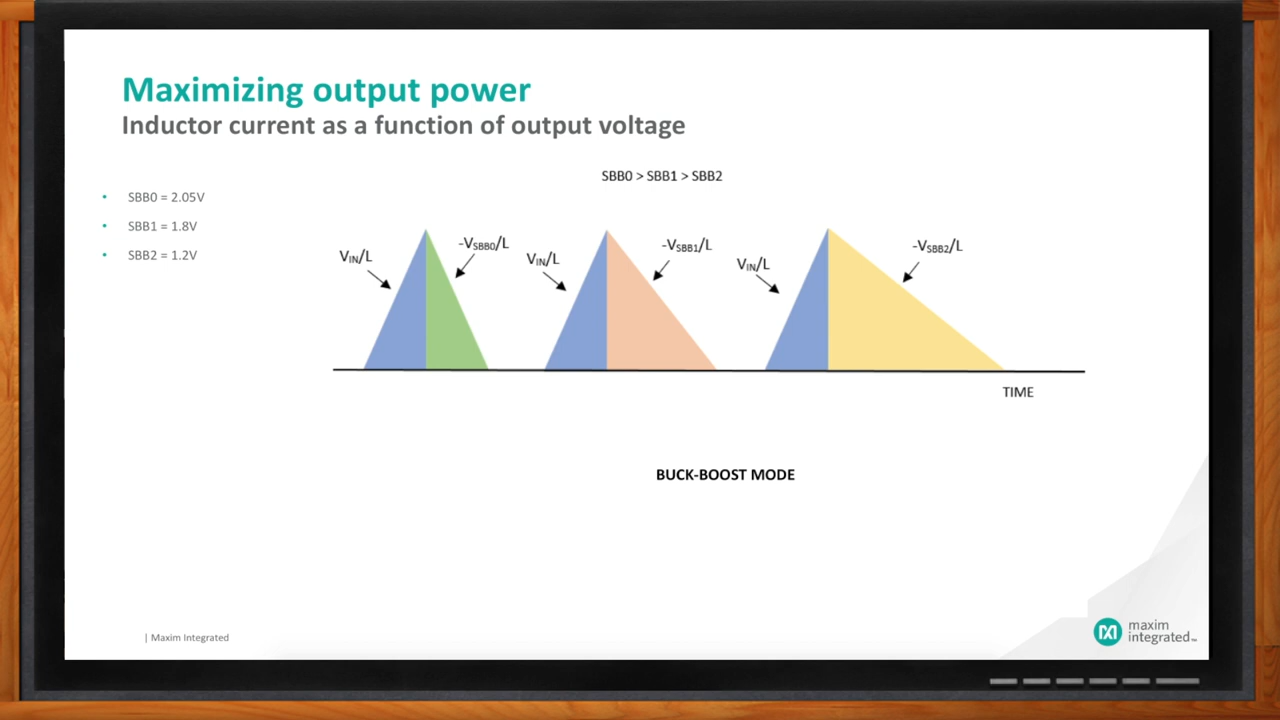 Maximizing output power
Inductor current as a function of output voltage
SBB0 > SBB1 > SBB2
• SBB0 = 2.05V
• SBB1 = 1.8V
• SBB2 = 1.2V
VIN/L
-VSBB0/L
VIN/L
-VSBB1/L
VIN/L
-VSBB2/L
TIME
BUCK-BOOST MODE
| Maxim Integrated
maxim
integrated™